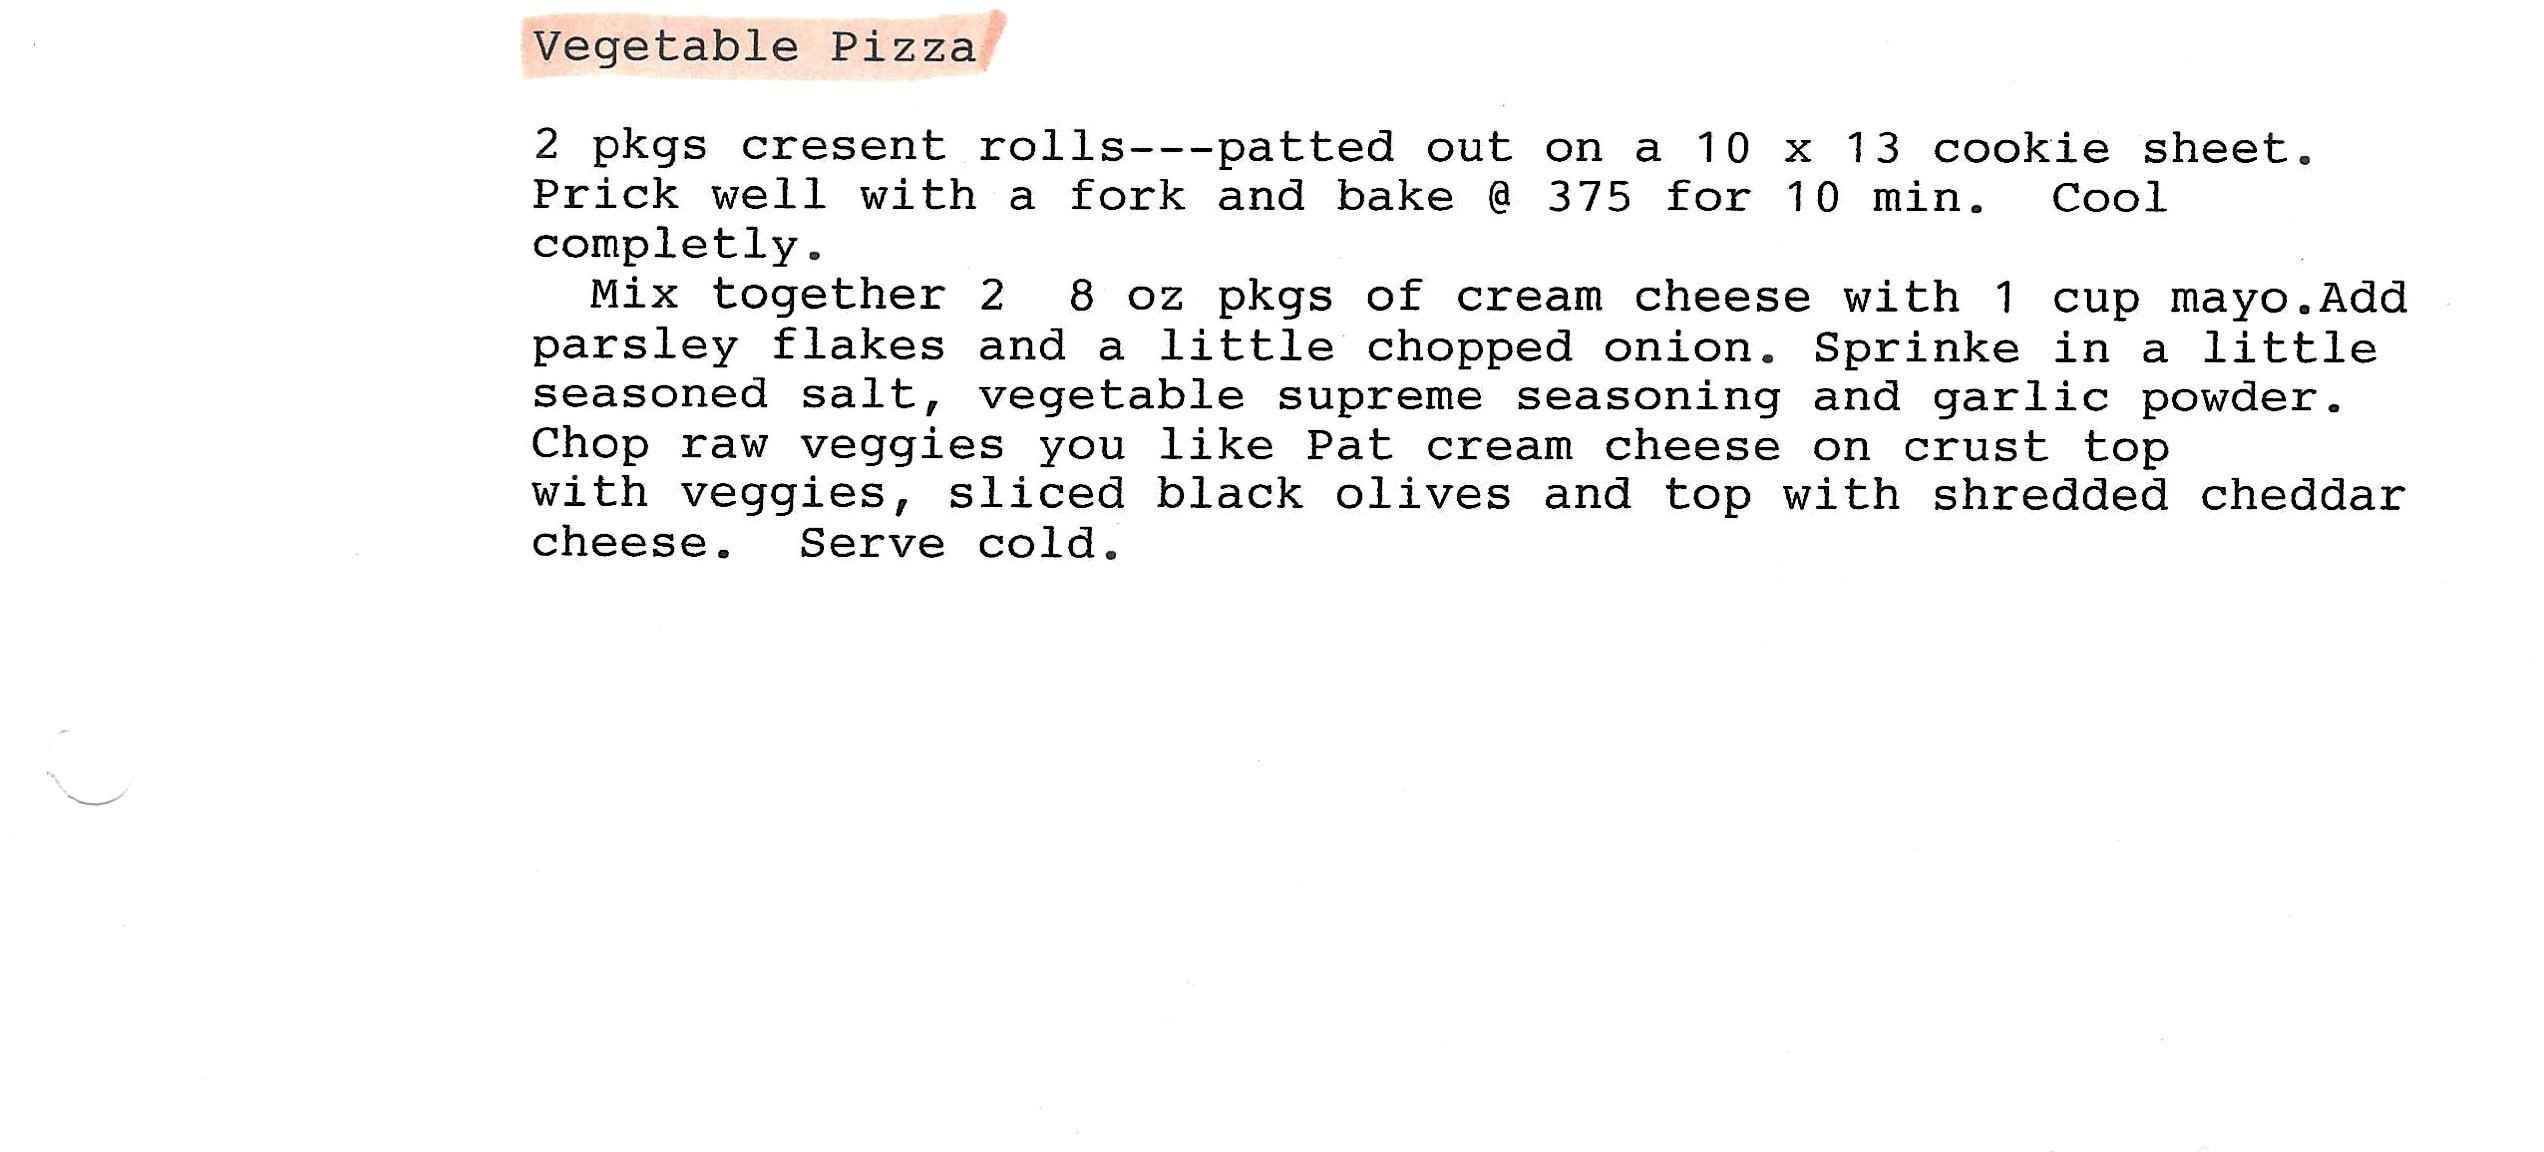 Vegetable Pizza
2 pkgs cresent rolls---patted out on a 10 x 13 cookie sheet.
Prick well with a fork and bake @ 375 for 10 min.  Cool
completly.
Mix together 2  8 oz pkgs of cream cheese with 1 cup mayo.Add
parsley flakes and a little chopped onion. Sprinke in a little
seasoned salt, vegetable supreme seasoning and garlic powder.
Chop raw veggies you like Pat cream cheese on crust top
with veggies, sliced black olives and top with shredded cheddar
cheese.  Serve cold.